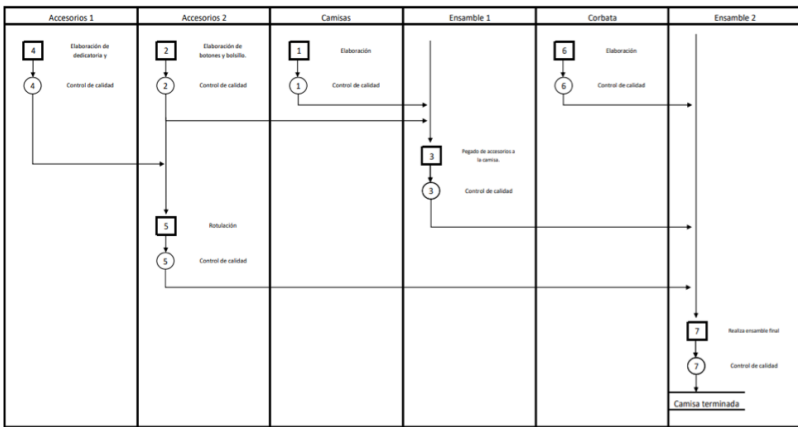 Accesorios 1
Accesorios 2
Camisas
Ensamble 1
Corbata
Ensamble 2
4
Elaboración de
dedicatoria y
2
Elaboración de
botones y bolsillo.
1
Elaboración
6
Elaboración
4
Control de calidad
2
Control de calidad
1
Control de calidad
6
Control de calidad
3
Pegado de accesorios a
la camisa.
3
Control de calidad
5
Rotulación
5
Control de calidad
7
Realiza ensamble final
7
Control de calidad
Camisa terminada